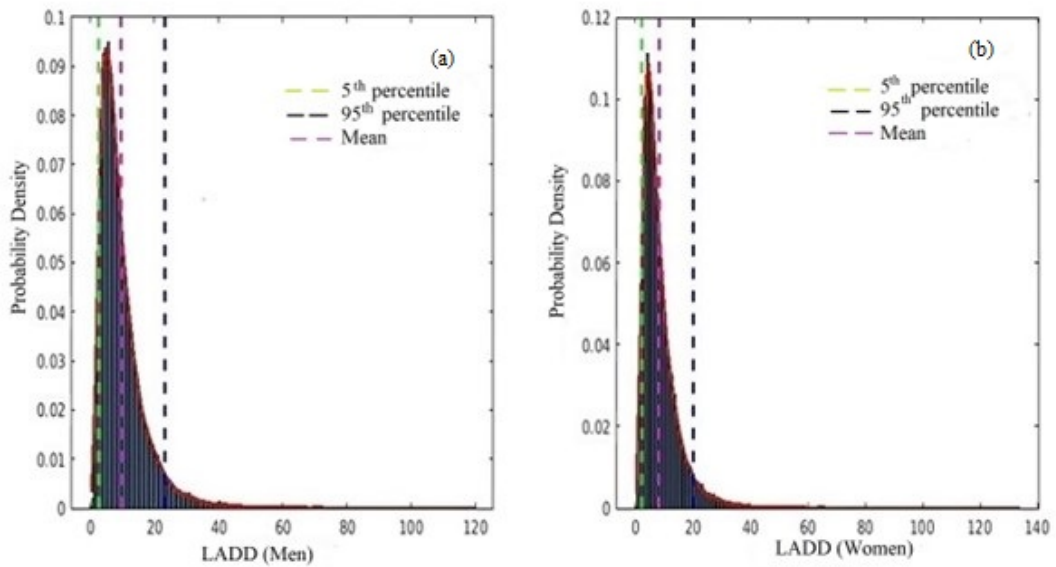 (a)
5th percentile
95th percentile
Mean
0.1
0.09
0.08
0.07
0.06
0.05
0.04
0.03
0.02
0.01
0
Probability Density
0 20 40 60 80 100 120
LADD (Men)
(b)
5th percentile
95th percentile
Mean
0.12
0.1
0.08
0.06
0.04
0.02
0
Probability Density
0 20 40 60 80 100 120 140
LADD (Women)